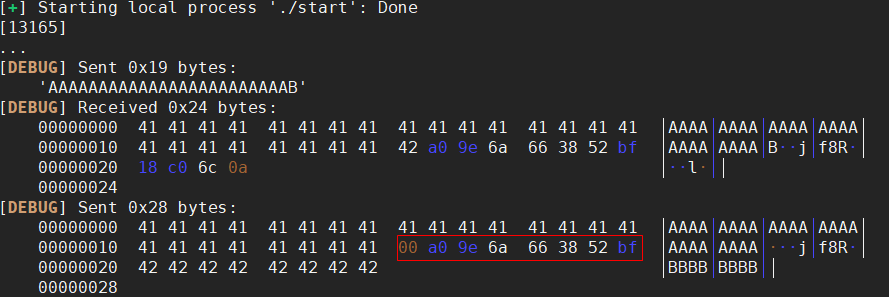 [+] Starting local process './start': Done
[13165]
...
[DEBUG] Sent 0x19 bytes:
    'AAAAAAAAAAAAAAAAAAAAAAAAB'
[DEBUG] Received 0x24 bytes:
    00000000  41 41 41 41  41 41 41 41  41 41 41 41  41 41 41 41  │AAAA│AAAA│AAAA│AAAA│
    00000010  41 41 41 41  41 41 41 41  42 a0 9e 6a  66 38 52 bf  │AAAA│AAAA│B··j│f8R·│
    00000020  18 c0 6c 0a  │··l·│
    00000024
[DEBUG] Sent 0x28 bytes:
    00000000  41 41 41 41  41 41 41 41  41 41 41 41  41 41 41 41  │AAAA│AAAA│AAAA│AAAA│
    00000010  41 41 41 41  41 41 41 41  00 a0 9e 6a  66 38 52 bf  │AAAA│AAAA│···j│f8R·│
    00000020  42 42 42 42  42 42 42 42  │BBBB│BBBB│
    00000028